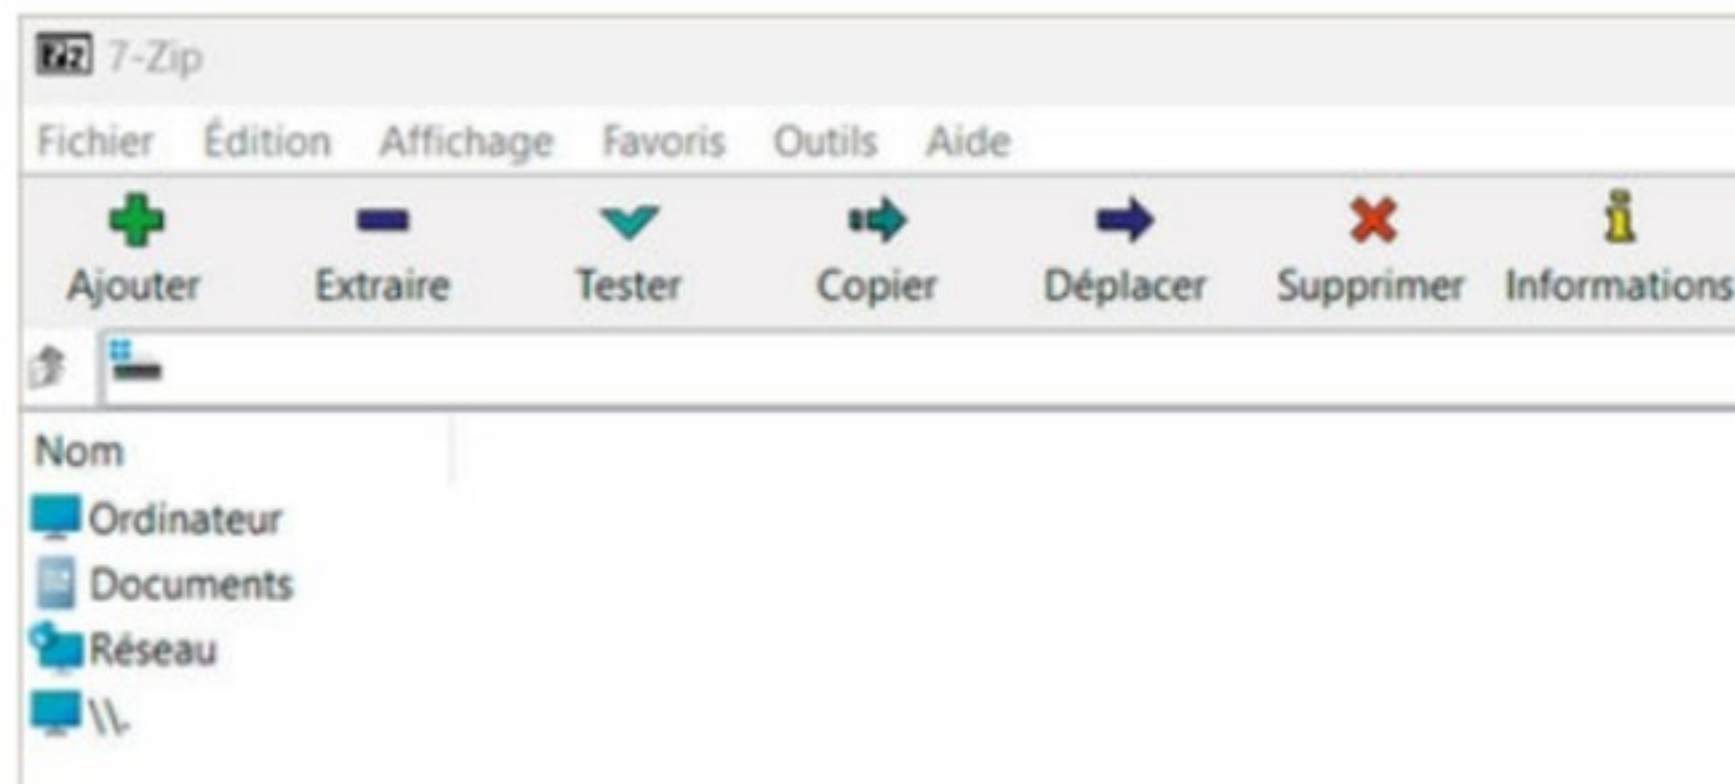 7-Zip
Fichier Édition Affichage Favoris Outils Aide
Ajouter Extraire Tester Copier Déplacer Supprimer Informations
Nom
Ordinateur
Documents
Réseau
\\.